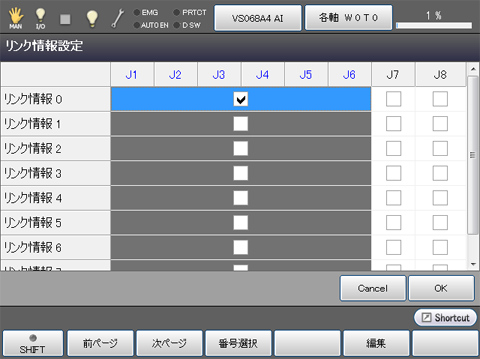 EMG PRTCT
MAN I/O AUTO EN D SW VS068A4 AI 各軸 W0T0 1 %
リンク情報設定
J1 J2 J3 J4 J5 J6 J7 J8
リンク情報 0
リンク情報 1
リンク情報 2
リンク情報 3
リンク情報 4
リンク情報 5
リンク情報 6
Cancel OK
Shortcut
SHIFT 前ページ 次ページ 番号選択 編集